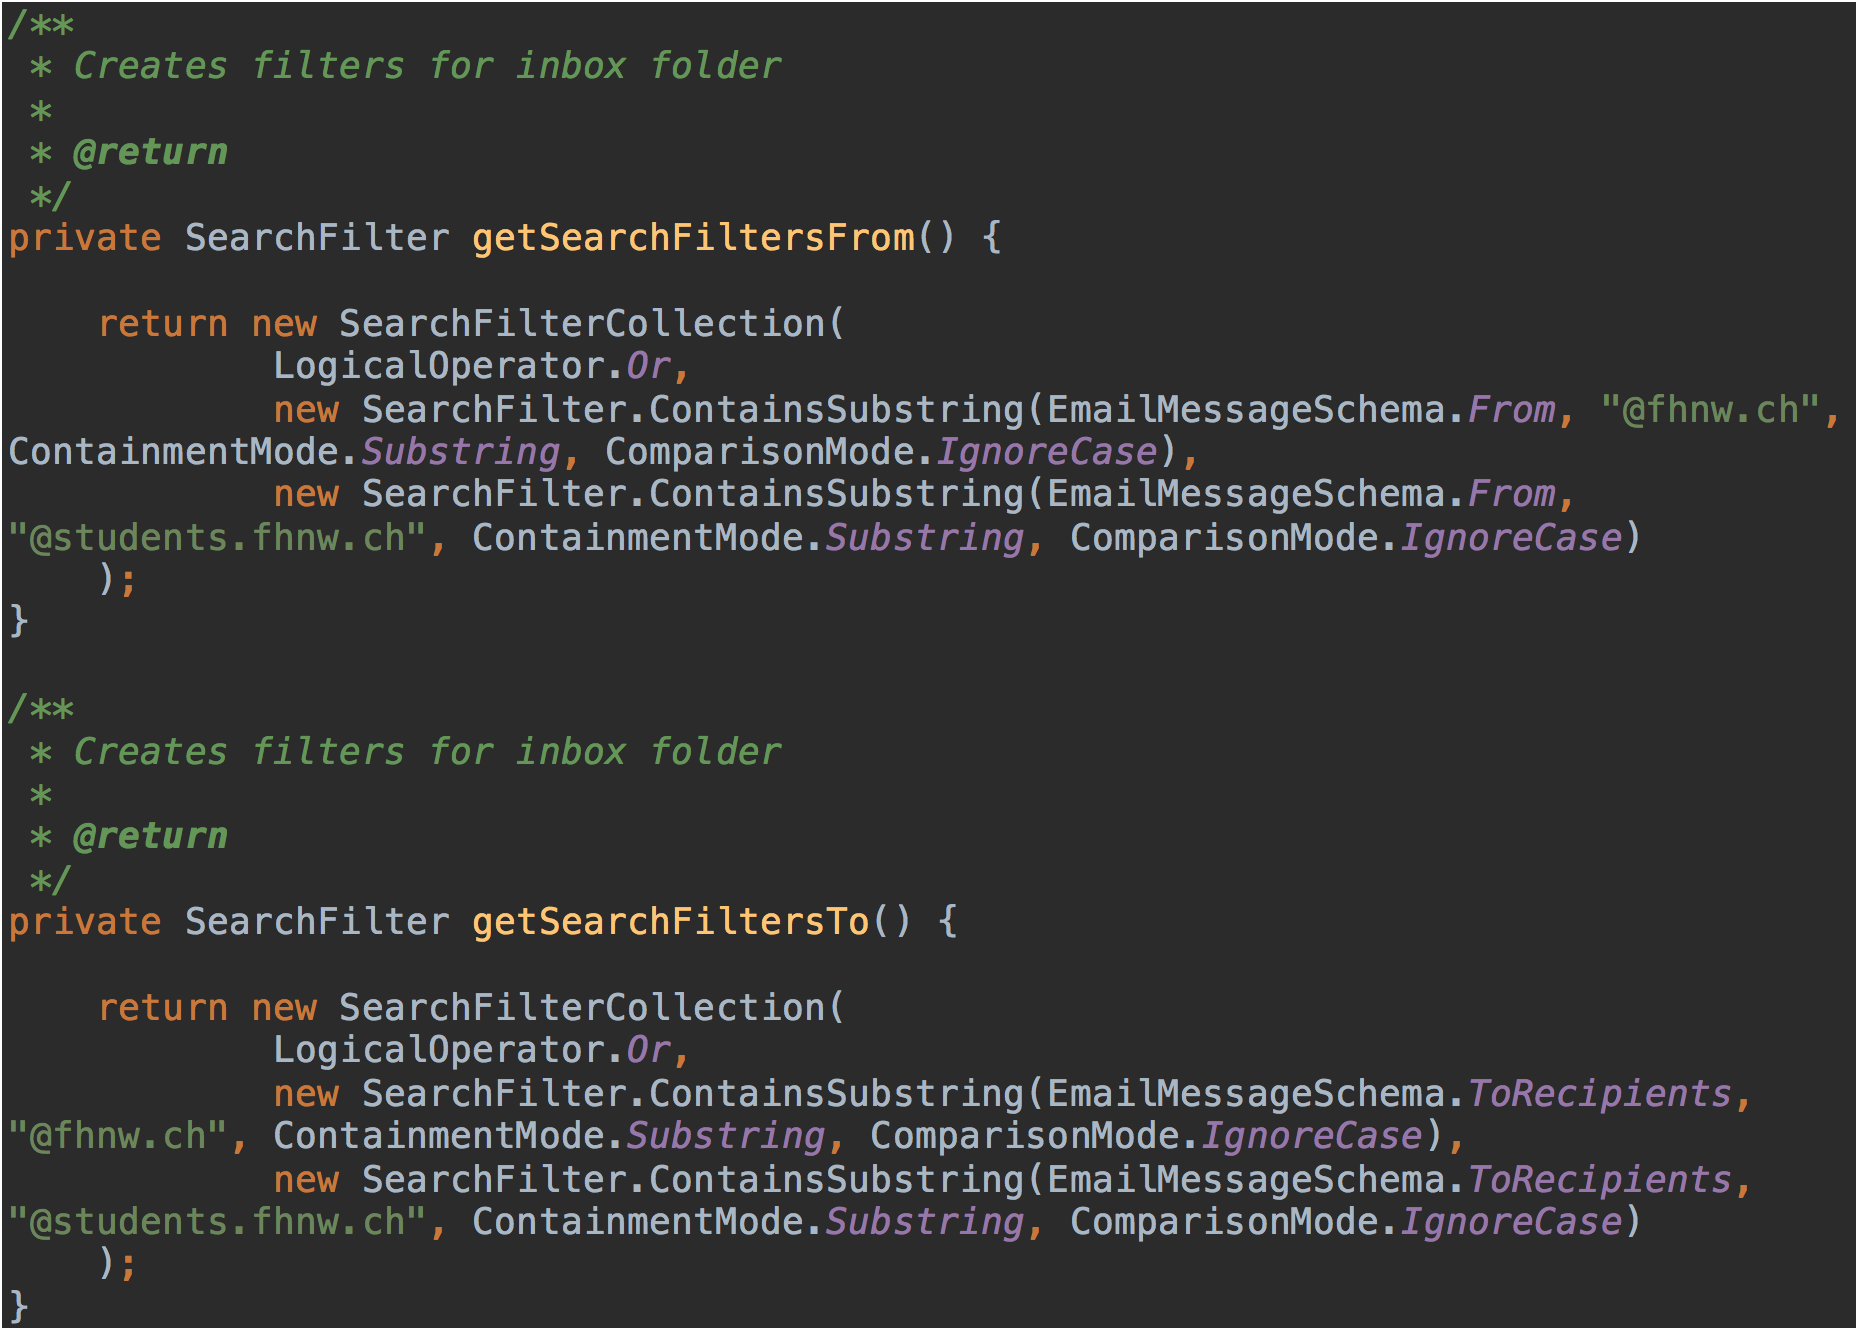 /**
 * Creates filters for inbox folder
 *
 * @return
 */
private SearchFilter getSearchFiltersFrom() {

    return new SearchFilterCollection(
            LogicalOperator.Or,
            new SearchFilter.ContainsSubstring(EmailMessageSchema.From, "@fhnw.ch",
ContainmentMode.Substring, ComparisonMode.IgnoreCase),
            new SearchFilter.ContainsSubstring(EmailMessageSchema.From,
"@students.fhnw.ch", ContainmentMode.Substring, ComparisonMode.IgnoreCase)
    );
}

/**
 * Creates filters for inbox folder
 *
 * @return
 */
private SearchFilter getSearchFiltersTo() {

    return new SearchFilterCollection(
            LogicalOperator.Or,
            new SearchFilter.ContainsSubstring(EmailMessageSchema.ToRecipients,
"@fhnw.ch", ContainmentMode.Substring, ComparisonMode.IgnoreCase),
            new SearchFilter.ContainsSubstring(EmailMessageSchema.ToRecipients,
"@students.fhnw.ch", ContainmentMode.Substring, ComparisonMode.IgnoreCase)
    );
}